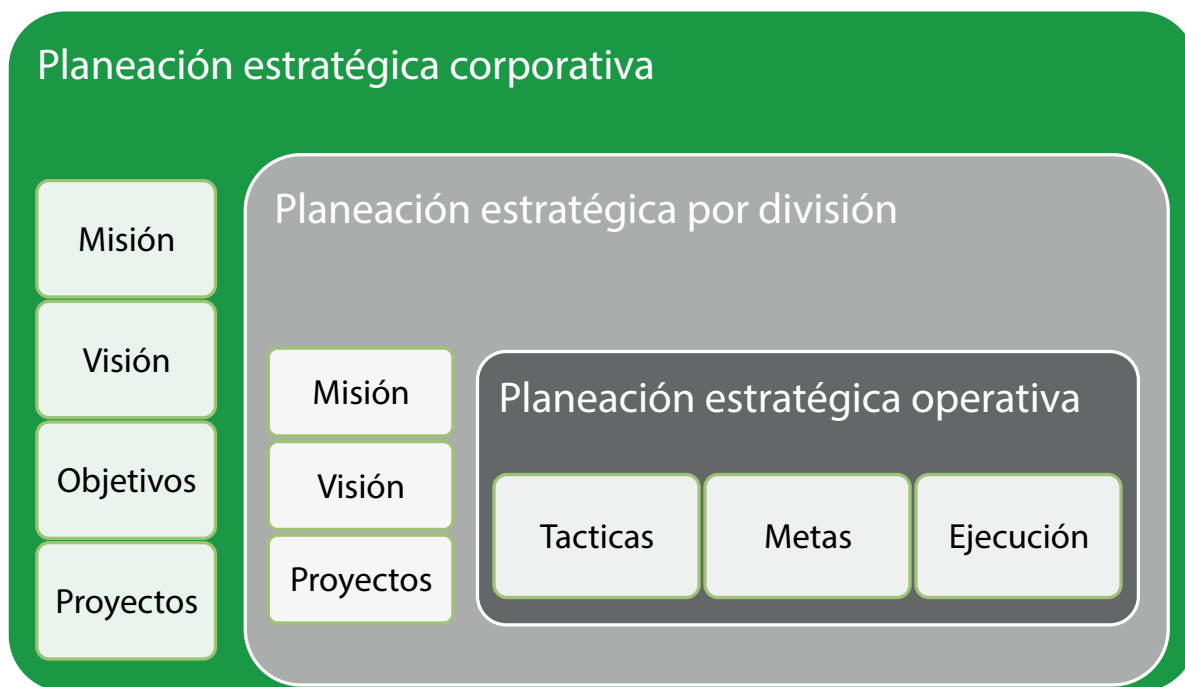 Planeación estratégica corporativa
Misión
Visión
Objetivos
Proyectos
Planeación estratégica por división
Misión
Visión
Proyectos
Planeación estratégica operativa
Tacticas
Metas
Ejecución